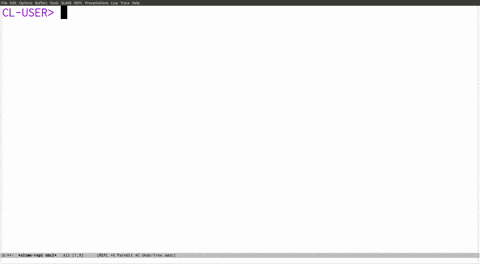 File Edit Options Buffers Tools SLIME REPL Presentations Lisp Trace Help
CL-USER> 
U:**- *slime-repl abcl* All (1,9) (REPL +5 Paredit AC Undo-Tree adoc)